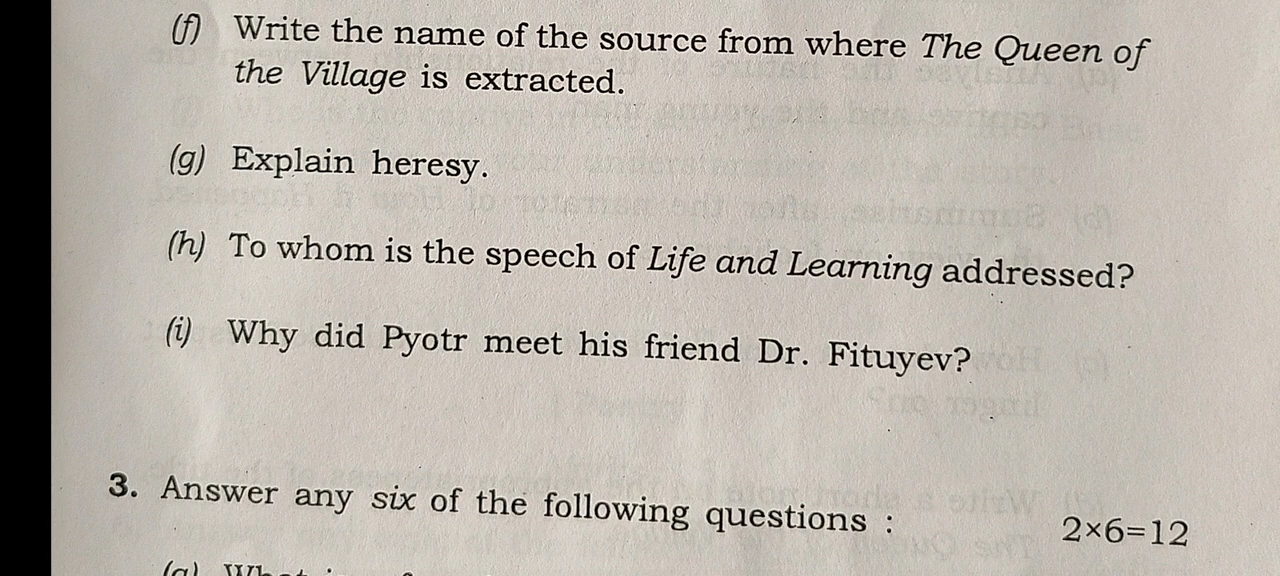 (f) Write the name of the source from where The Queen of
the Village is extracted.
(g) Explain heresy.
(h) To whom is the speech of Life and Learning addressed?
(i) Why did Pyotr meet his friend Dr. Fituyev?
3. Answer any six of the following questions : 2×6=12
(a)